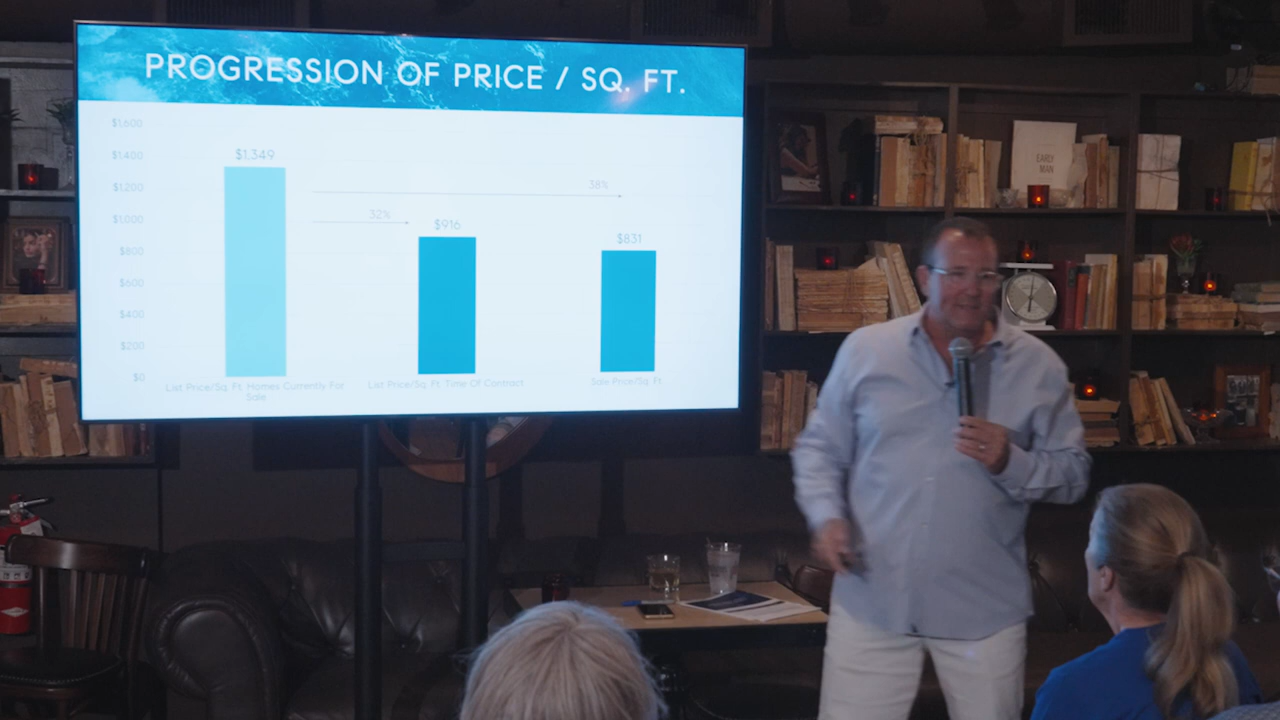 PROGRESSION OF PRICE / SQ. FT.
$1,600
$1,400
$1,200
$1,000
$800
$600
$400
$200
$0
$1,349
38%
32%
$916
$831
List Price/Sq. Ft. Homes Currently For
Sale
List Price/Sq. Ft. Time Of Contract
Sale Price/Sq. Ft.
EARLY
MAN